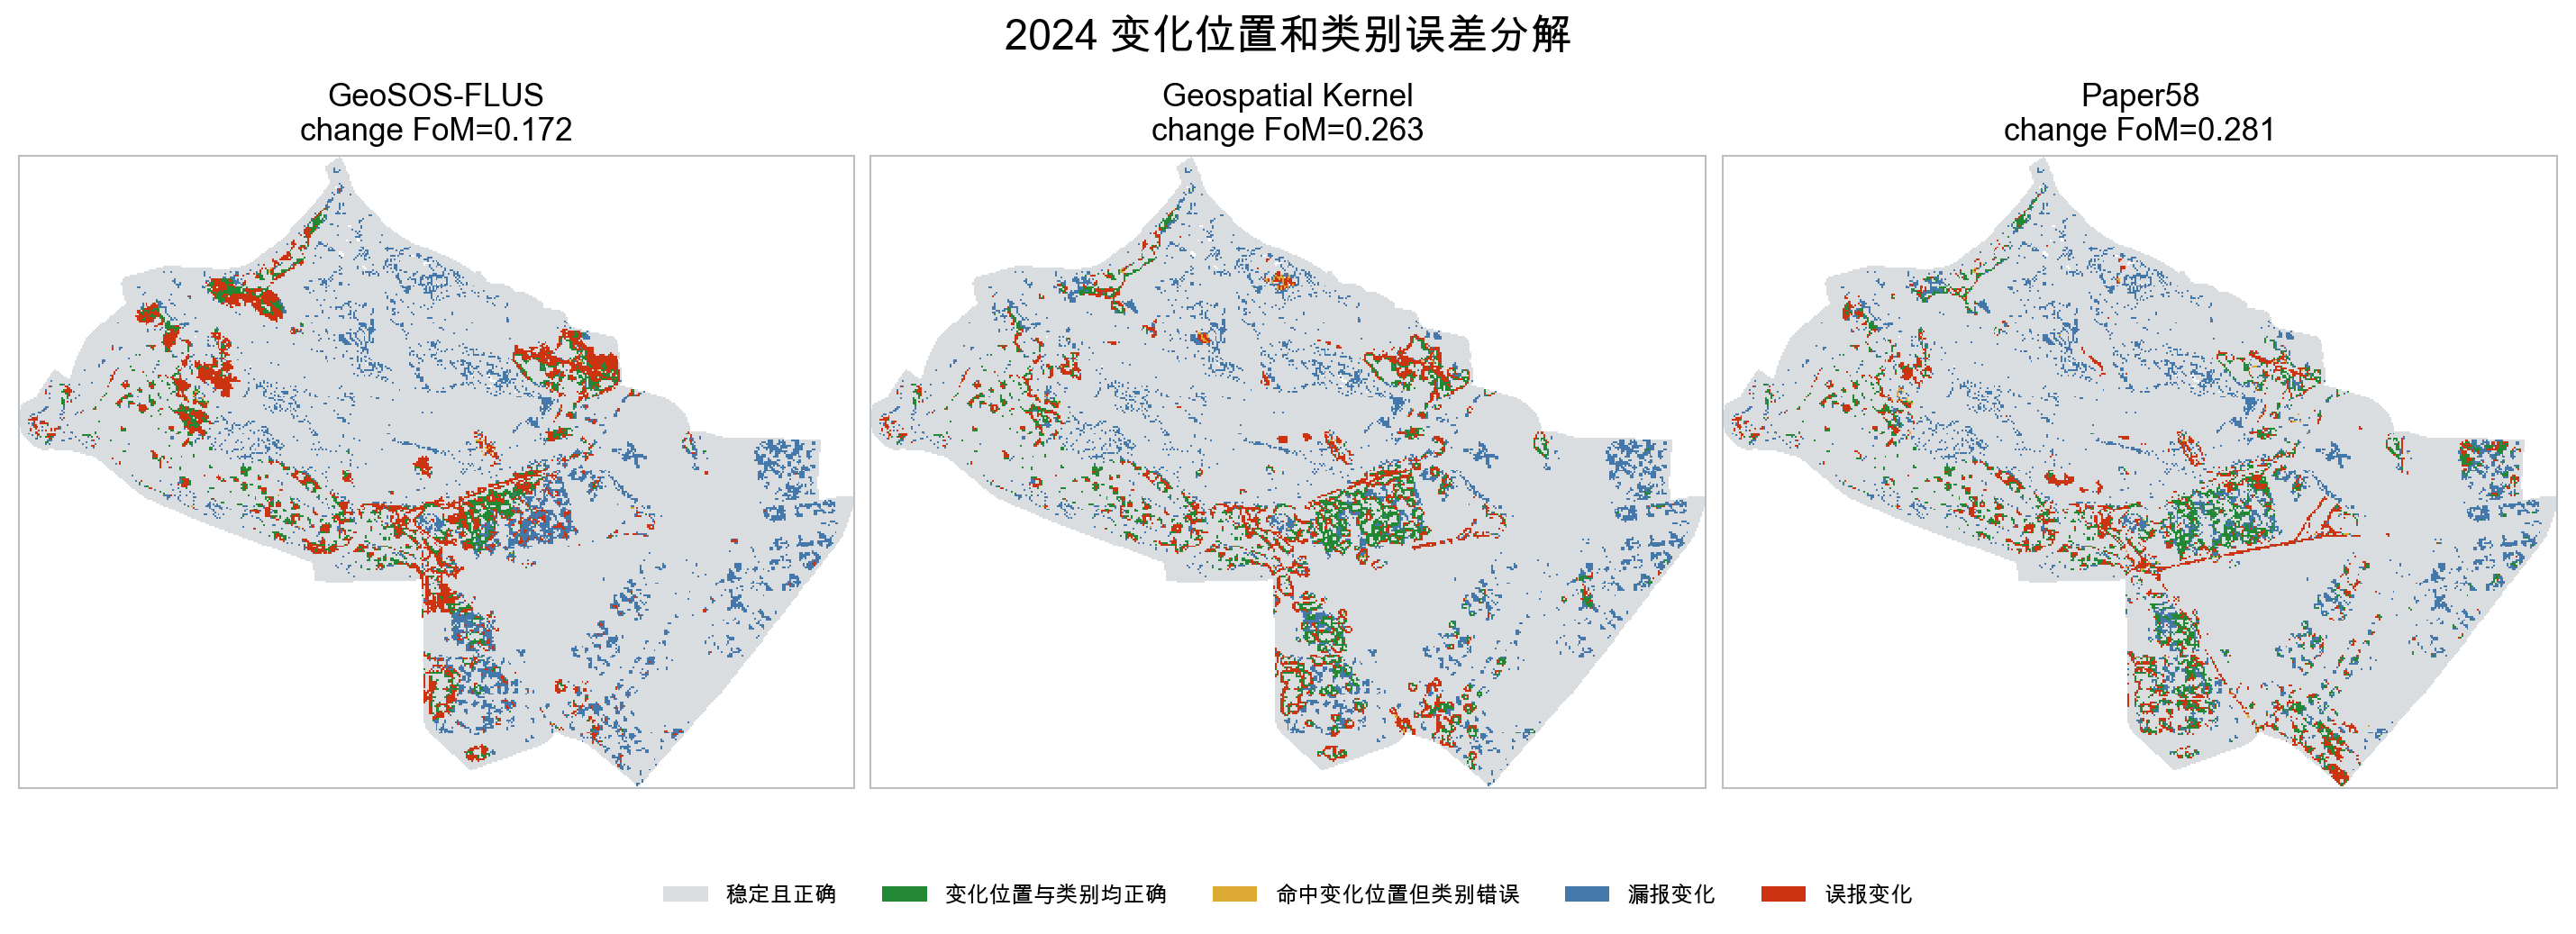 2024 变化位置和类别误差分解
GeoSOS-FLUS
change FoM=0.172
Geospatial Kernel
change FoM=0.263
Paper58
change FoM=0.281
稳定且正确
变化位置与类别均正确
命中变化位置但类别错误
漏报变化
误报变化